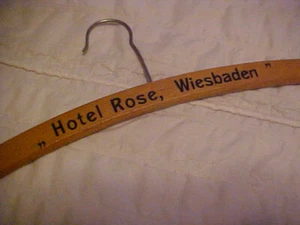 „ Hotel Rose, Wiesbaden "